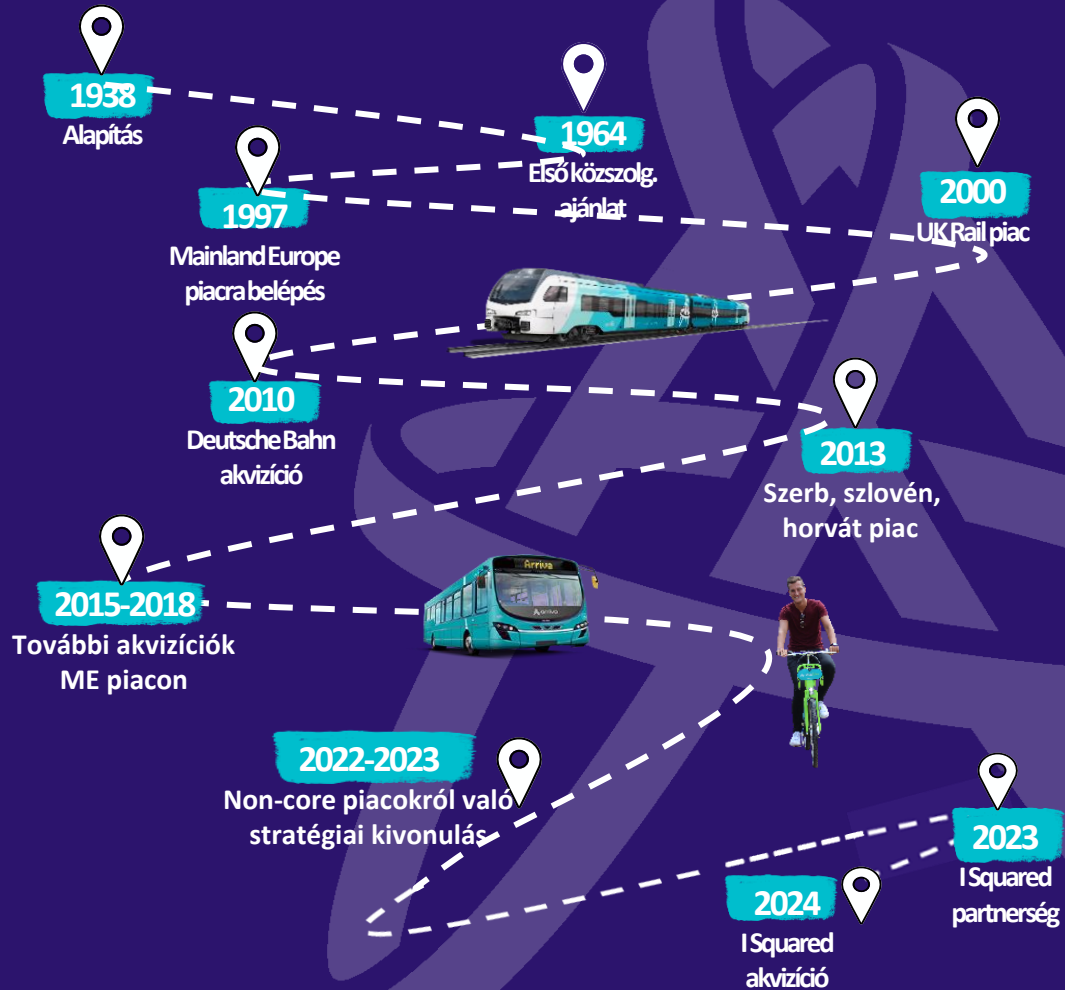 1938
Alapítás
1964
Első közszolg.
ajánlat
1997
Mainland Europe
piacra belépés
2000
UK Rail piac
2010
Deutsche Bahn
akvizíció
2013
Szerb, szlovén,
horvát piac
2015-2018
További akvizíciók
ME piacon
Arriva
arriva
2022-2023
Non-core piacokról való
stratégiai kivonulás
2023
I Squared
partnerség
2024
I Squared
akvizíció